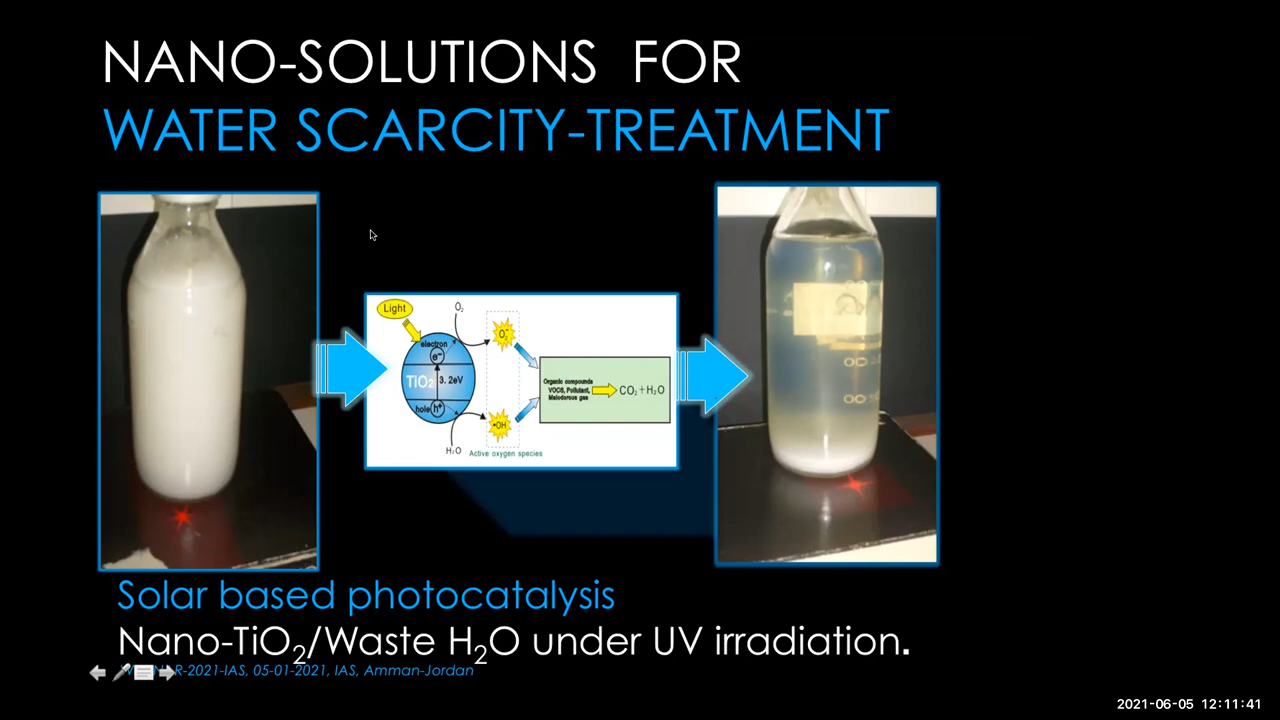 NANO-SOLUTIONS FOR
WATER SCARCITY-TREATMENT
Light
O₂
electron
e⁻
TiO₂
3.2eV
hole
h⁺
H₂O
O₂⁻
•OH
Active oxygen species
Organic compounds
VOCS, Pollutant,
Malodorous gas
CO₂+H₂O
Solar based photocatalysis
Nano-TiO₂/Waste H₂O under UV irradiation.
R-2021-IAS, 05-01-2021, IAS, Amman-Jordan
2021-06-05 12:11:41